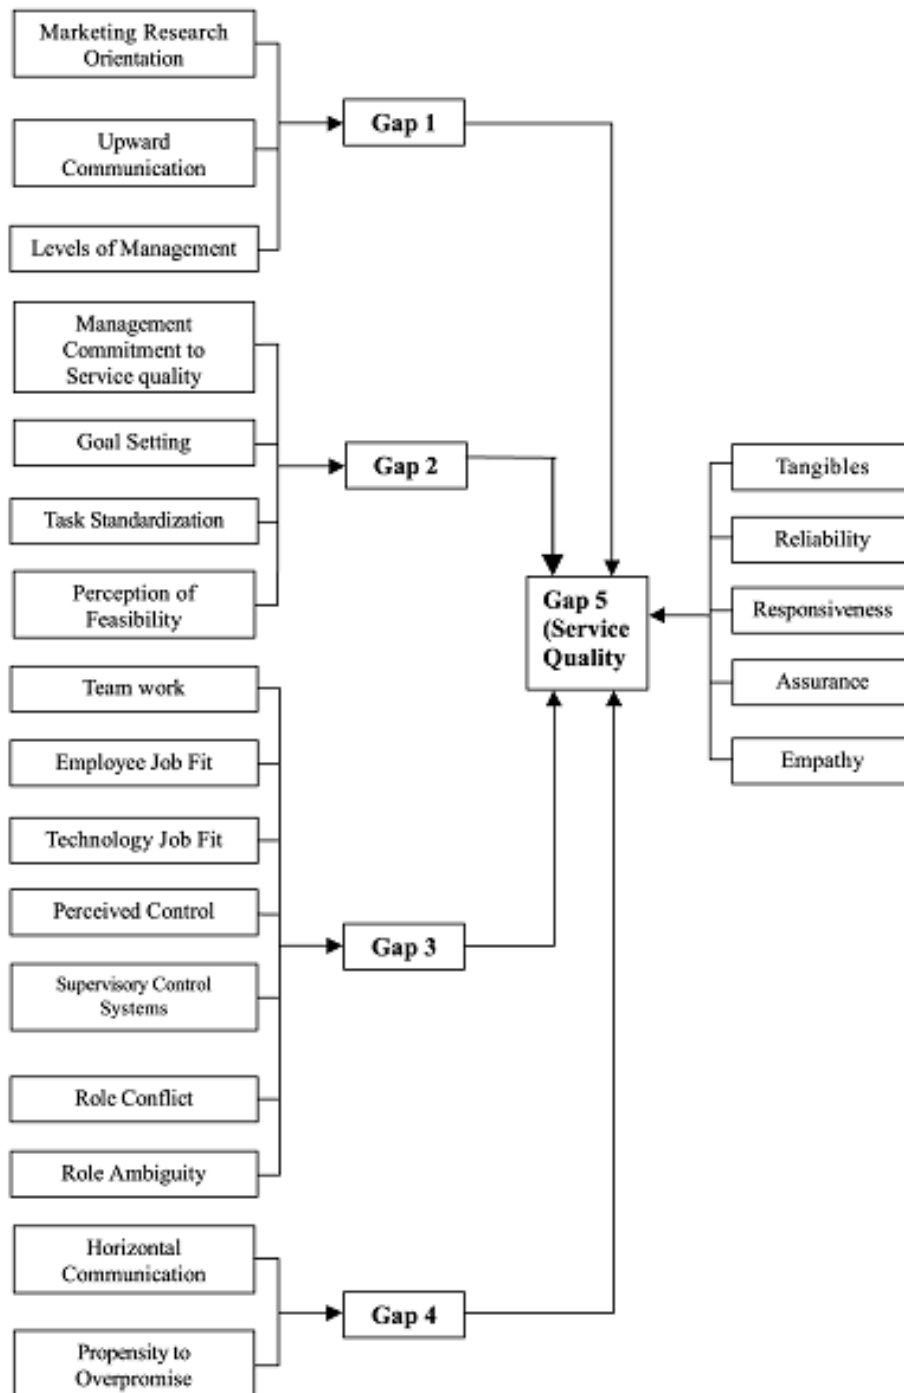 Marketing Research
Orientation
Upward
Communication
Levels of Management
Gap 1
Management
Commitment to
Service quality
Goal Setting
Task Standardization
Perception of
Feasibility
Gap 2
Team work
Employee Job Fit
Technology Job Fit
Perceived Control
Supervisory Control
Systems
Role Conflict
Role Ambiguity
Gap 3
Horizontal
Communication
Propensity to
Overpromise
Gap 4
Gap 5
(Service
Quality
Tangibles
Reliability
Responsiveness
Assurance
Empathy